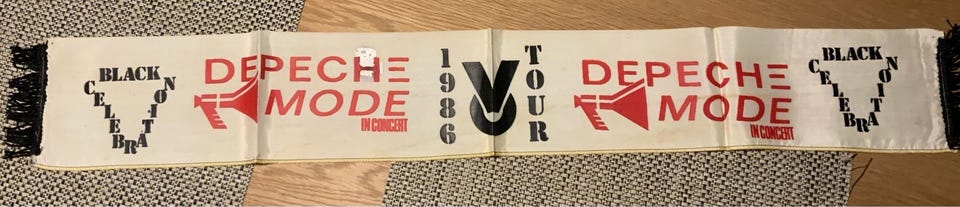 BLACK
CELEBRATION
DEPECHE
MODE
IN CONCERT
1986
TOUR
DEPECHE
MODE
IN CONCERT
BLACK
CELEBRATION